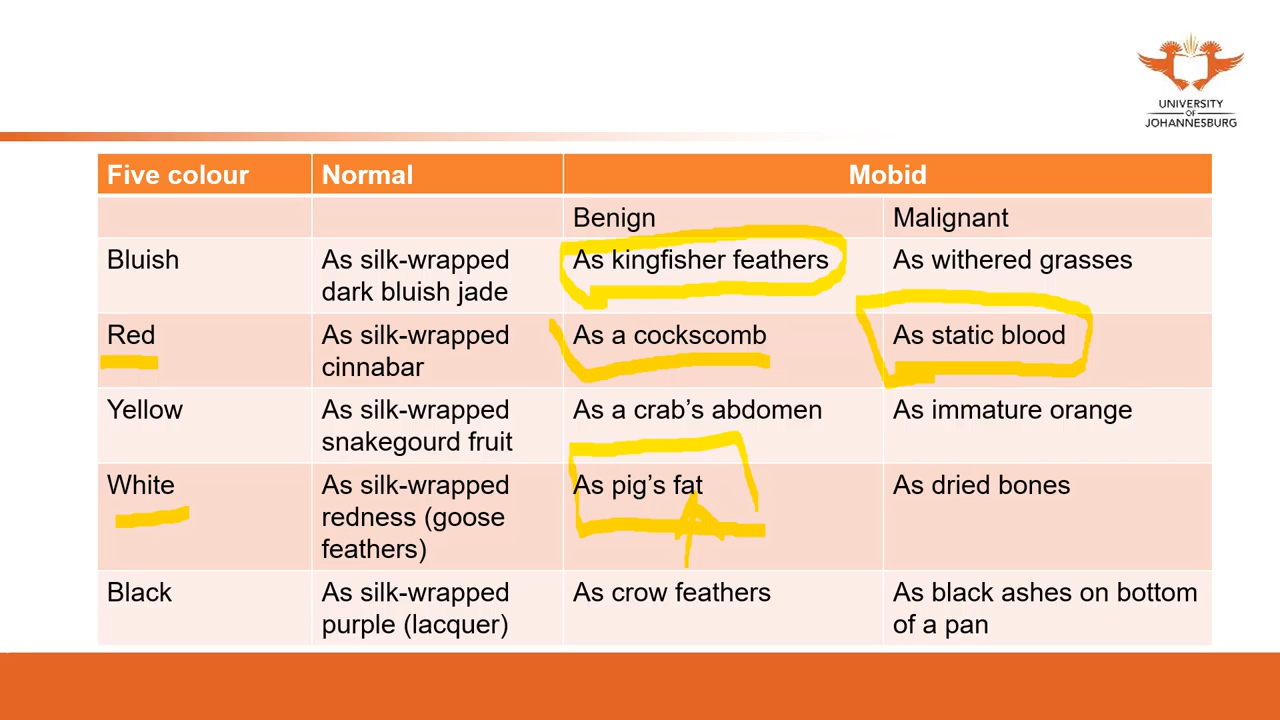 UNIVERSITY
OF
JOHANNESBURG
Five colour Normal Mobid
Benign Malignant
Bluish As silk-wrapped As kingfisher feathers As withered grasses
dark bluish jade
Red As silk-wrapped As a cockscomb As static blood
cinnabar
Yellow As silk-wrapped As a crab's abdomen As immature orange
snakegourd fruit
White As silk-wrapped As pig's fat As dried bones
redness (goose
feathers)
Black As silk-wrapped As crow feathers As black ashes on bottom
purple (lacquer) of a pan